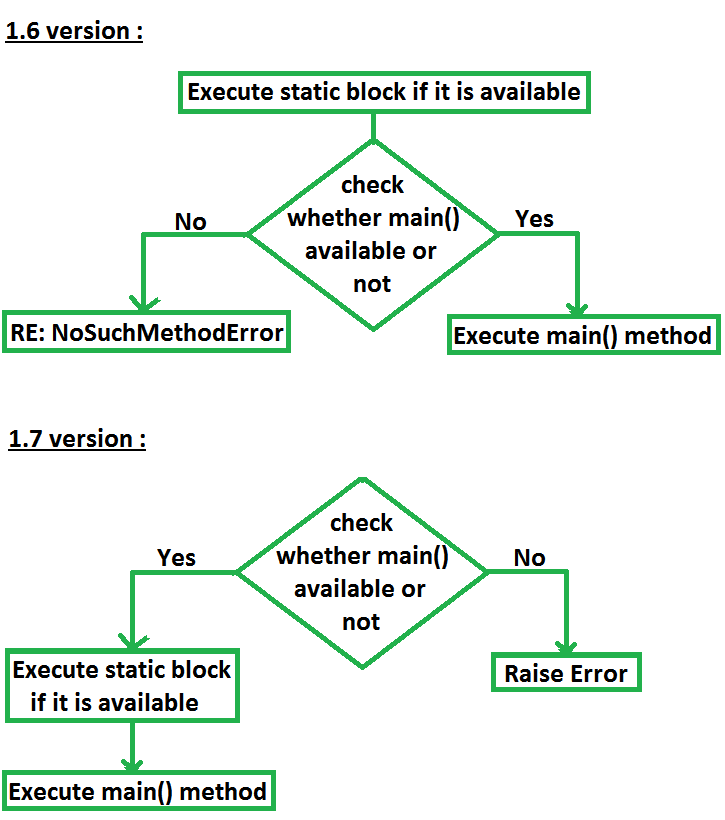 1.6 version :
Execute static block if it is available
check
whether main()
available or
not
No
Yes
RE: NoSuchMethodError
Execute main() method
1.7 version :
check
whether main()
available or
not
Yes
No
Execute static block
if it is available
Raise Error
Execute main() method